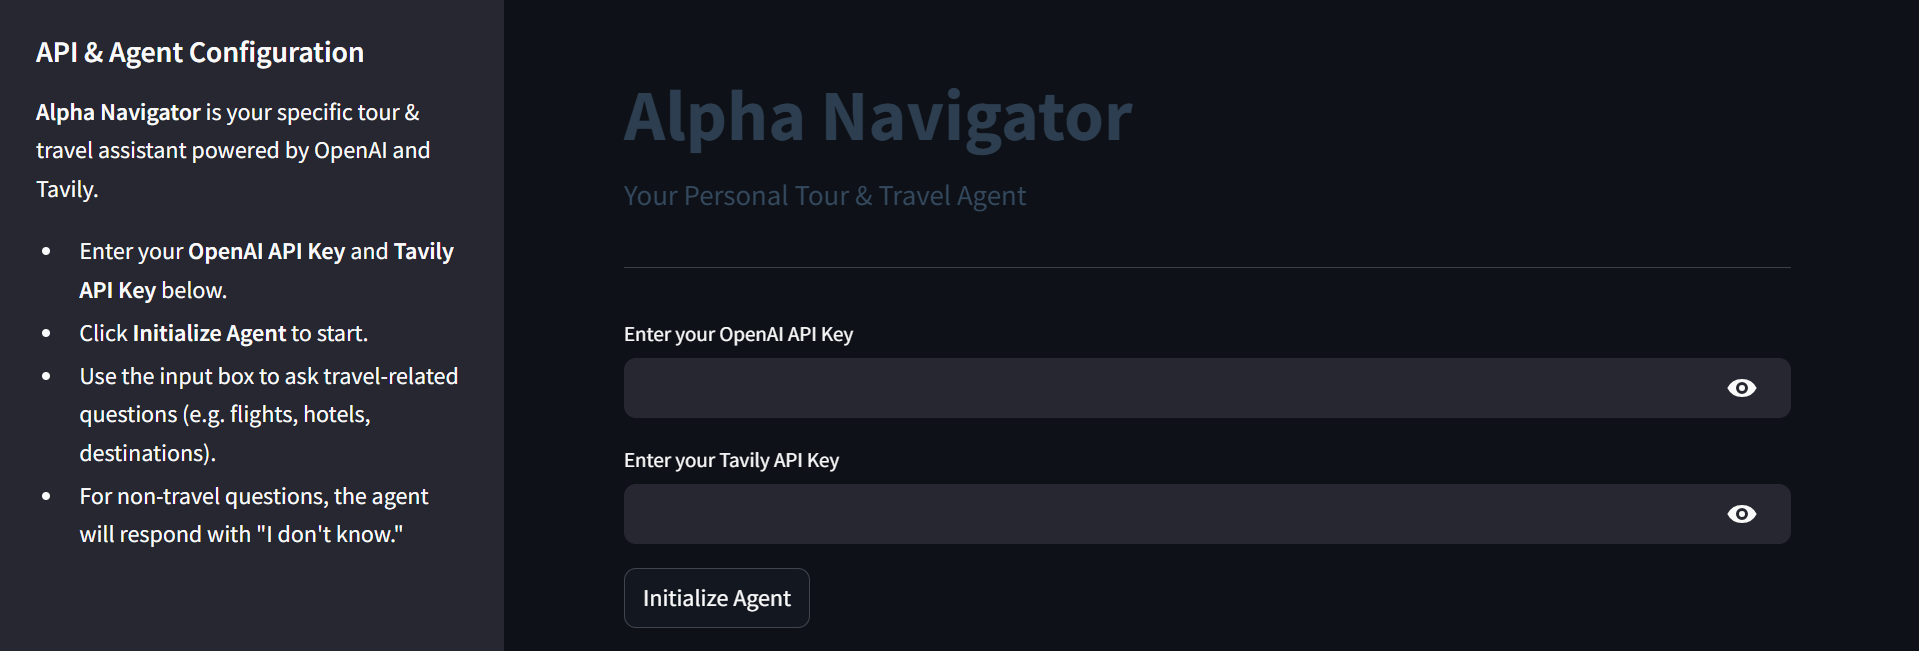 API & Agent Configuration
Alpha Navigator is your specific tour &
travel assistant powered by OpenAI and
Tavily.
Enter your OpenAI API Key and Tavily
API Key below.
Click Initialize Agent to start.
Use the input box to ask travel-related
questions (e.g. flights, hotels,
destinations).
For non-travel questions, the agent
will respond with "I don't know."
Alpha Navigator
Your Personal Tour & Travel Agent
Enter your OpenAI API Key
Enter your Tavily API Key
Initialize Agent